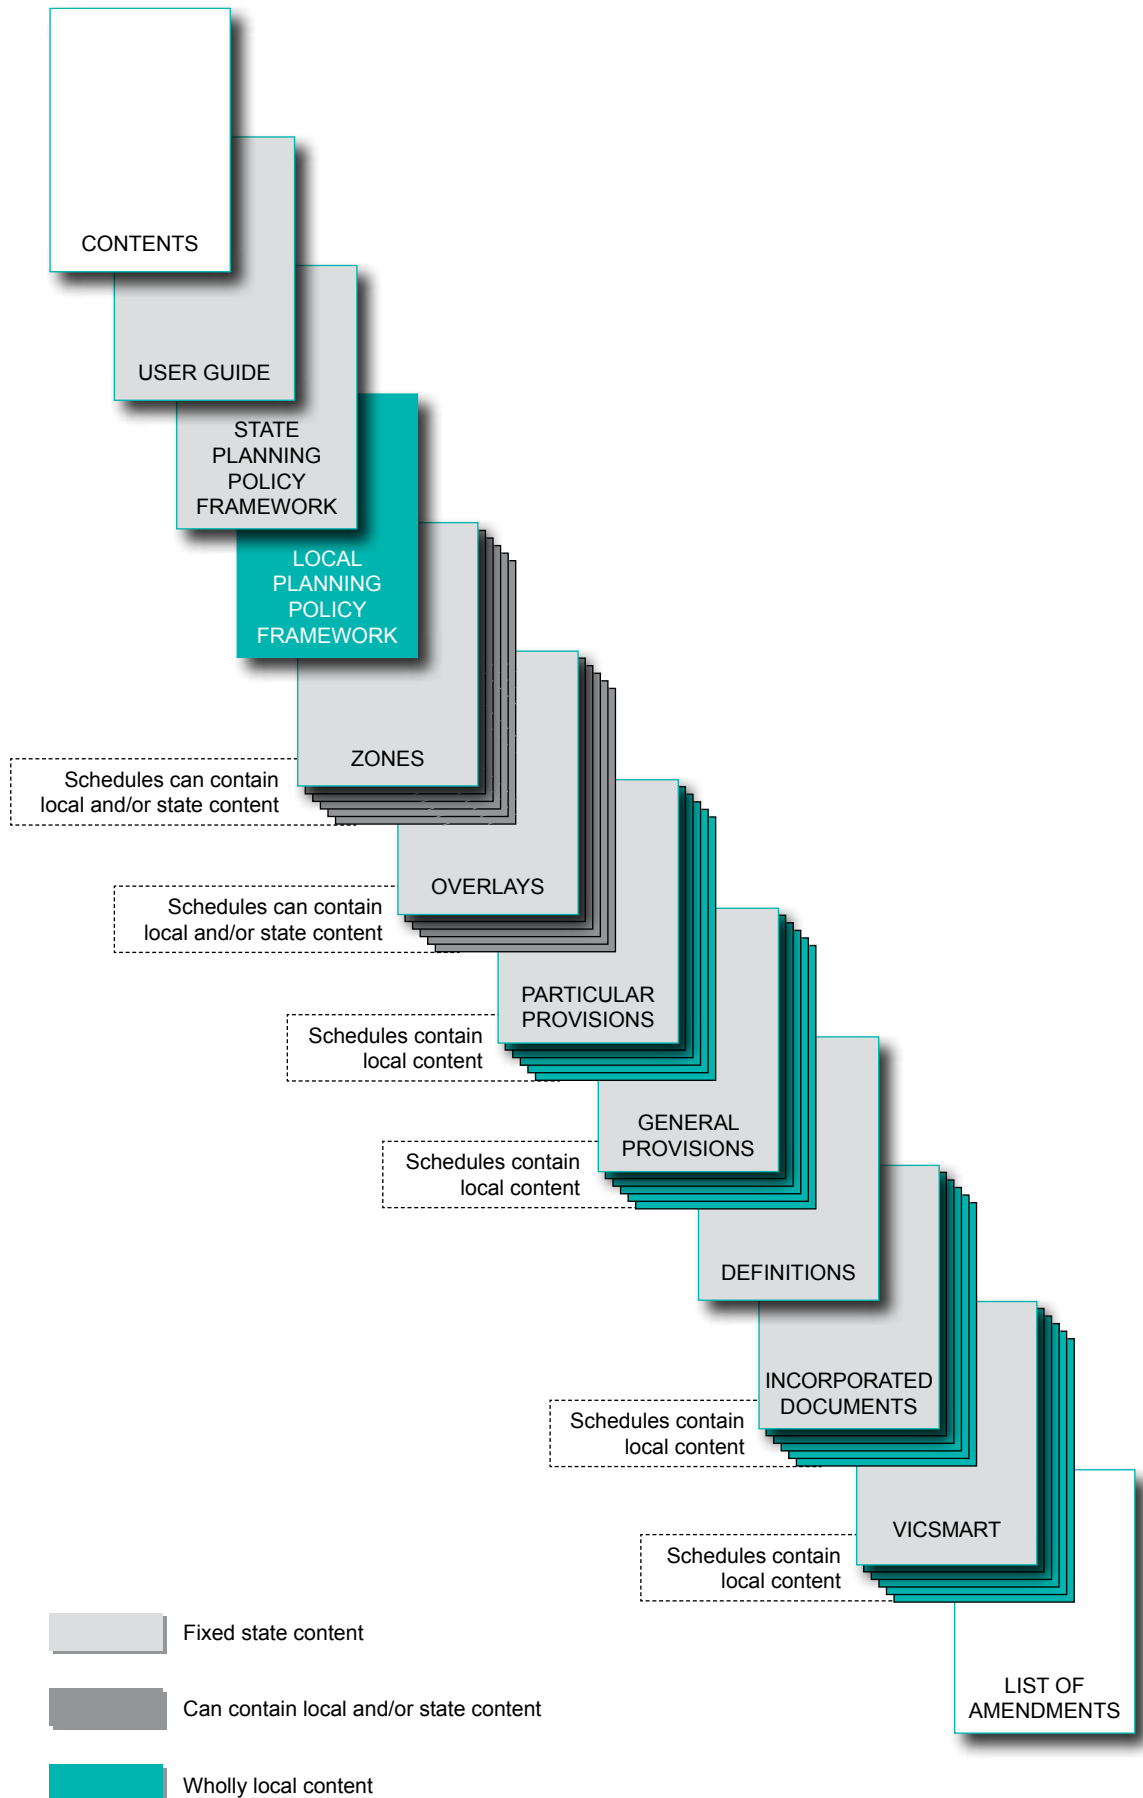 CONTENTS
USER GUIDE
STATE
PLANNING
POLICY
FRAMEWORK
LOCAL
PLANNING
POLICY
FRAMEWORK
ZONES
Schedules can contain
local and/or state content
OVERLAYS
Schedules can contain
local and/or state content
PARTICULAR
PROVISIONS
Schedules contain
local content
GENERAL
PROVISIONS
Schedules contain
local content
DEFINITIONS
INCORPORATED
DOCUMENTS
Schedules contain
local content
VICSMART
Schedules contain
local content
LIST OF
AMENDMENTS
Fixed state content
Can contain local and/or state content
Wholly local content